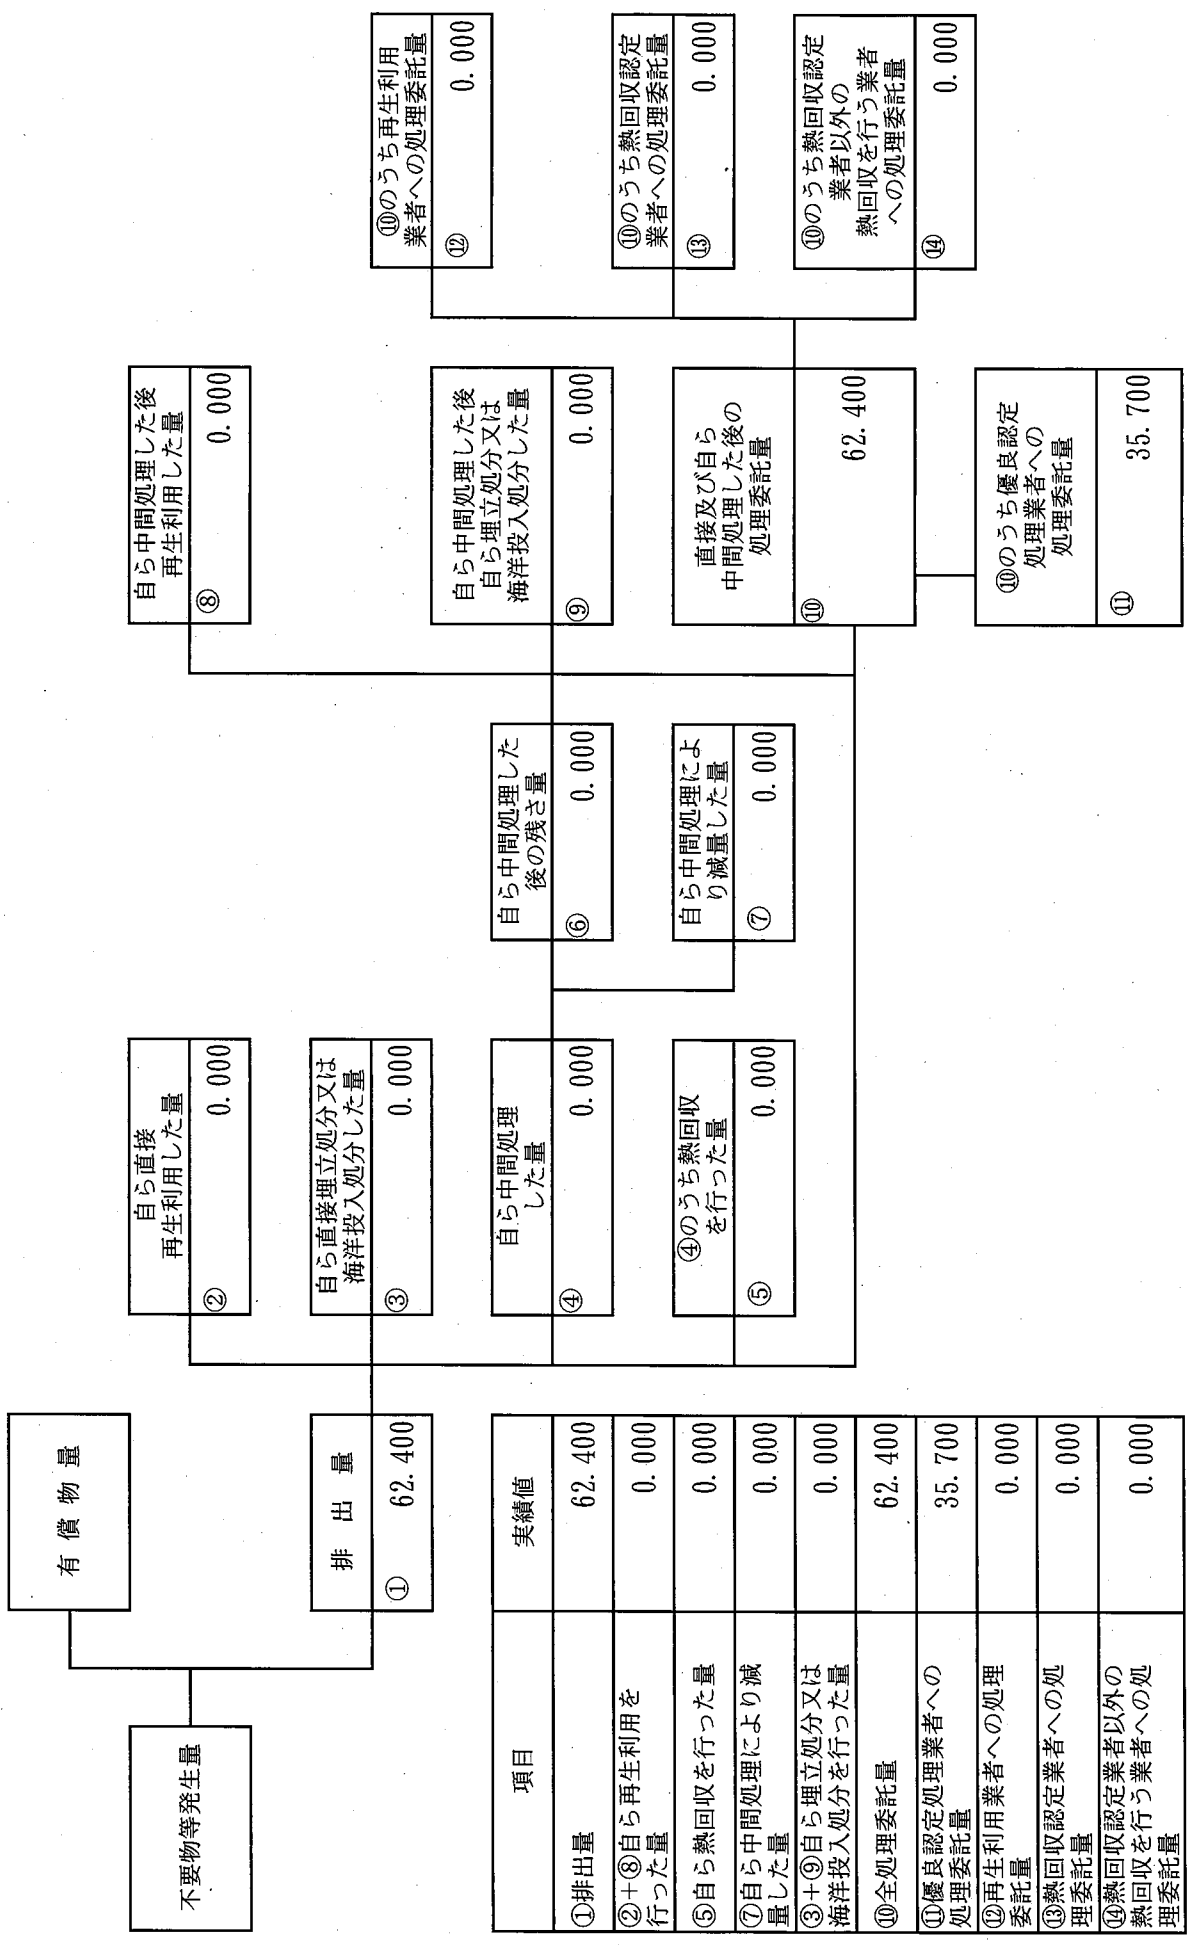 不要物等発生量
有償物量
排出量
① 62.400
自ら直接
再生利用した量
② 0.000
自ら直接埋立処分又は
海洋投入処分した量
③ 0.000
自ら中間処理
した量
④ 0.000
④のうち熱回収
を行った量
⑤ 0.000
自ら中間処理した
後の残さ量
⑥ 0.000
自ら中間処理によ
り減量した量
⑦ 0.000
自ら中間処理した後
再生利用した量
⑧ 0.000
自ら中間処理した後
自ら埋立処分又は
海洋投入処分した量
⑨ 0.000
直接及び自ら
中間処理した後の
処理委託量
⑩ 62.400
⑩のうち優良認定
処理業者への
処理委託量
⑪ 35.700
⑩のうち再生利用
業者への処理委託量
⑫ 0.000
⑩のうち熱回収認定
業者への処理委託量
⑬ 0.000
⑩のうち熱回収認定
業者以外の
熱回収を行う業者
への処理委託量
⑭ 0.000
項目 実績値
①排出量 62.400
②+⑧自ら再生利用を
行った量 0.000
⑤自ら熱回収を行った量 0.000
⑦自ら中間処理により減
量した量 0.000
③+⑨自ら埋立処分又は
海洋投入処分を行った量 0.000
⑩全処理委託量 62.400
⑪優良認定処理業者への
処理委託量 35.700
⑫再生利用業者への処理
委託量 0.000
⑬熱回収認定業者への処
理委託量 0.000
⑭熱回収認定業者以外の
熱回収を行う業者への処
理委託量 0.000